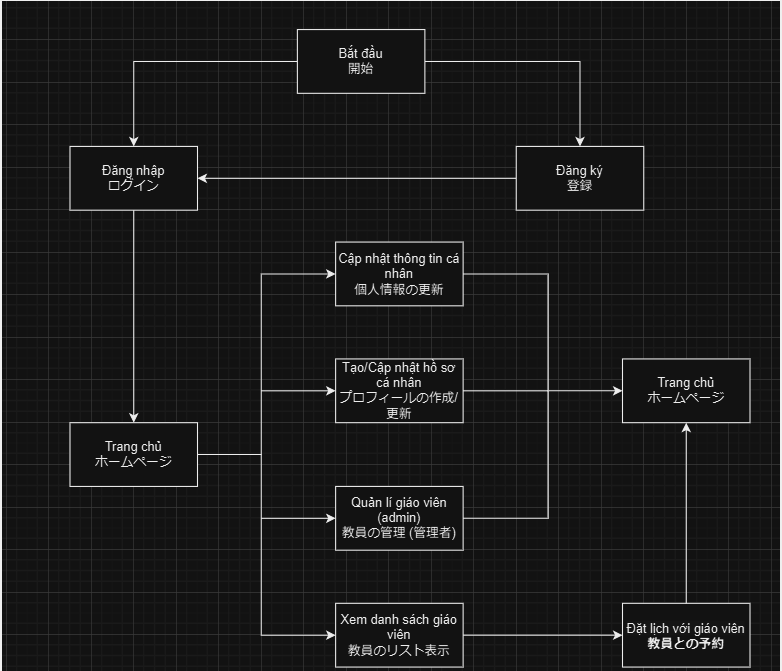 Bắt đầu
開始
Đăng nhập
ログイン
Đăng ký
登録
Cập nhật thông tin cá
nhân
個人情報の更新
Tạo/Cập nhật hồ sơ
cá nhân
プロフィールの作成/
更新
Trang chủ
ホームページ
Trang chủ
ホームページ
Quản lí giáo viên
(admin)
教員の管理 (管理者)
Xem danh sách giáo
viên
教員のリスト表示
Đặt lịch với giáo viên
教員との予約